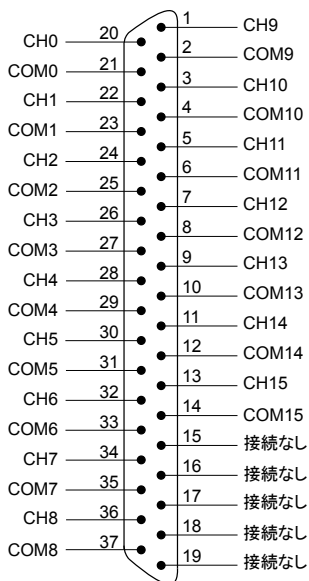 1 CH9
CH0 20
2 COM9
COM0 21
3 CH10
CH1 22
4 COM10
COM1 23
5 CH11
CH2 24
6 COM11
COM2 25
7 CH12
CH3 26
8 COM12
COM3 27
9 CH13
CH4 28
10 COM13
COM4 29
11 CH14
CH5 30
12 COM14
COM5 31
13 CH15
CH6 32
14 COM15
COM6 33
15 接続なし
CH7 34
16 接続なし
COM7 35
17 接続なし
CH8 36
18 接続なし
COM8 37
19 接続なし